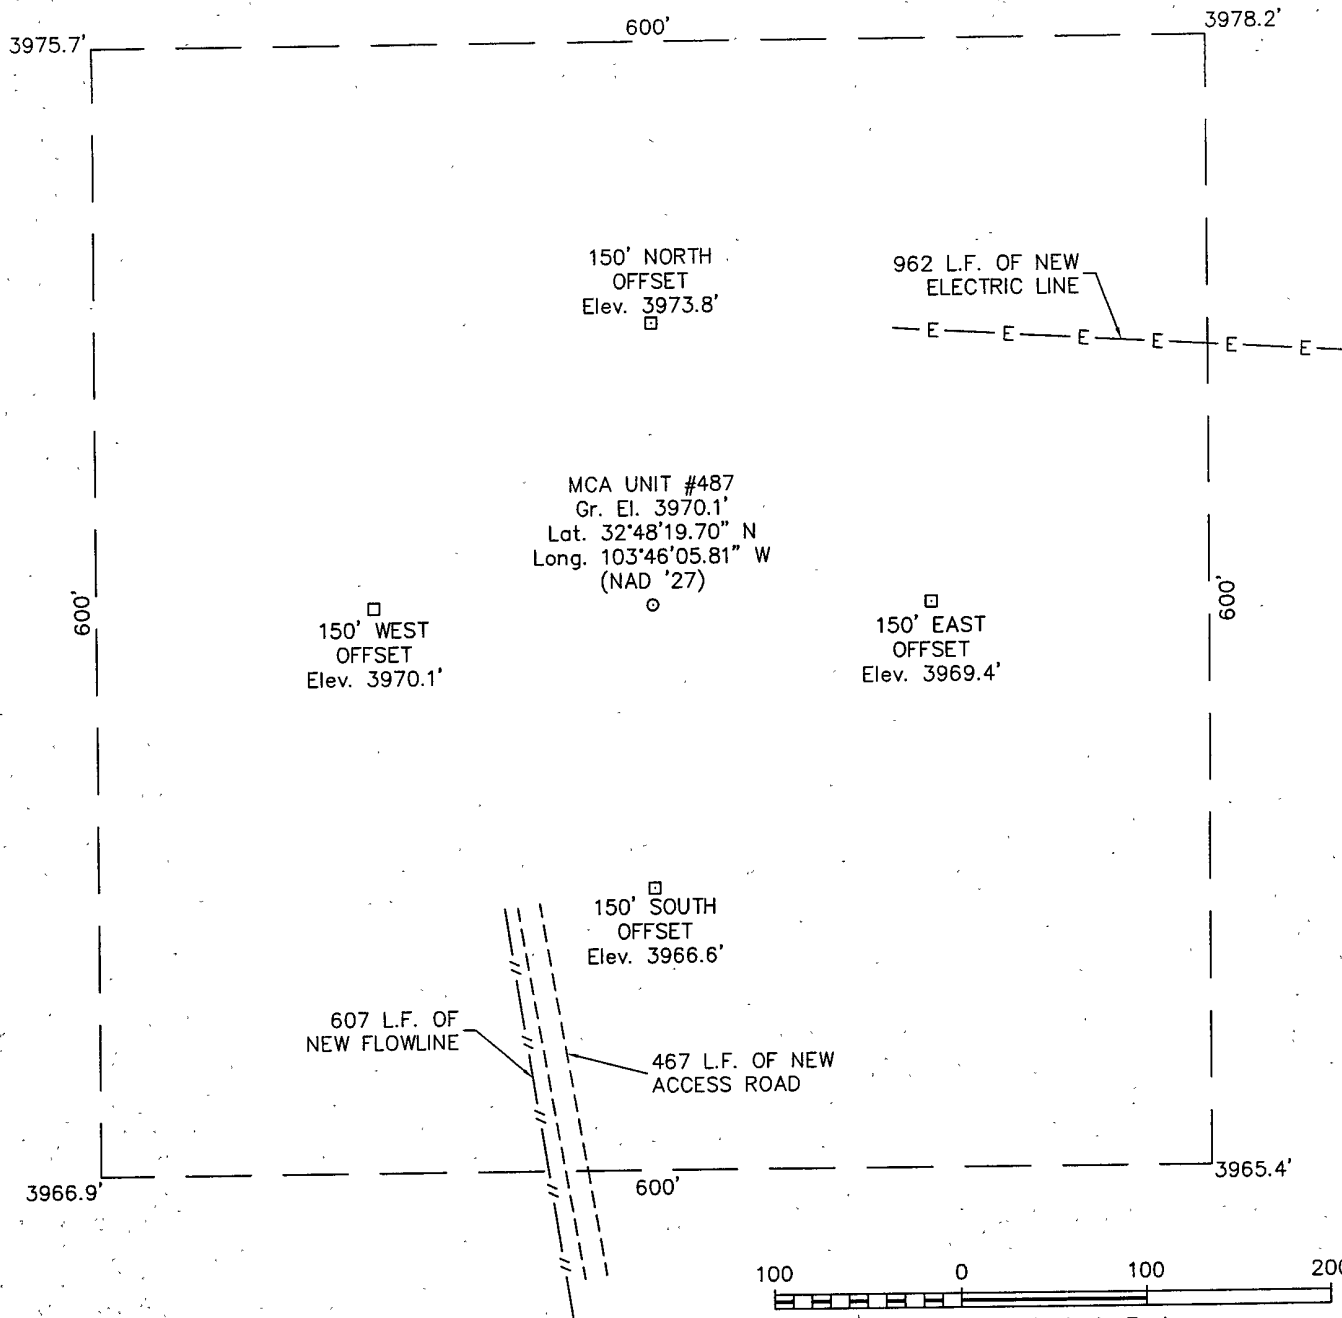 600'
3975.7'
3978.2'
150' NORTH
OFFSET
Elev. 3973.8'
962 L.F. OF NEW
ELECTRIC LINE
E E E E E E
MCA UNIT #487
Gr. El. 3970.1'
Lat. 32°48'19.70" N
Long. 103°46'05.81" W
(NAD '27)
600'
600'
150' WEST
OFFSET
Elev. 3970.1'
150' EAST
OFFSET
Elev. 3969.4'
150' SOUTH
OFFSET
Elev. 3966.6'
607 L.F. OF
NEW FLOWLINE
467 L.F. OF NEW
ACCESS ROAD
3966.9'
600'
3965.4'
100 0 100